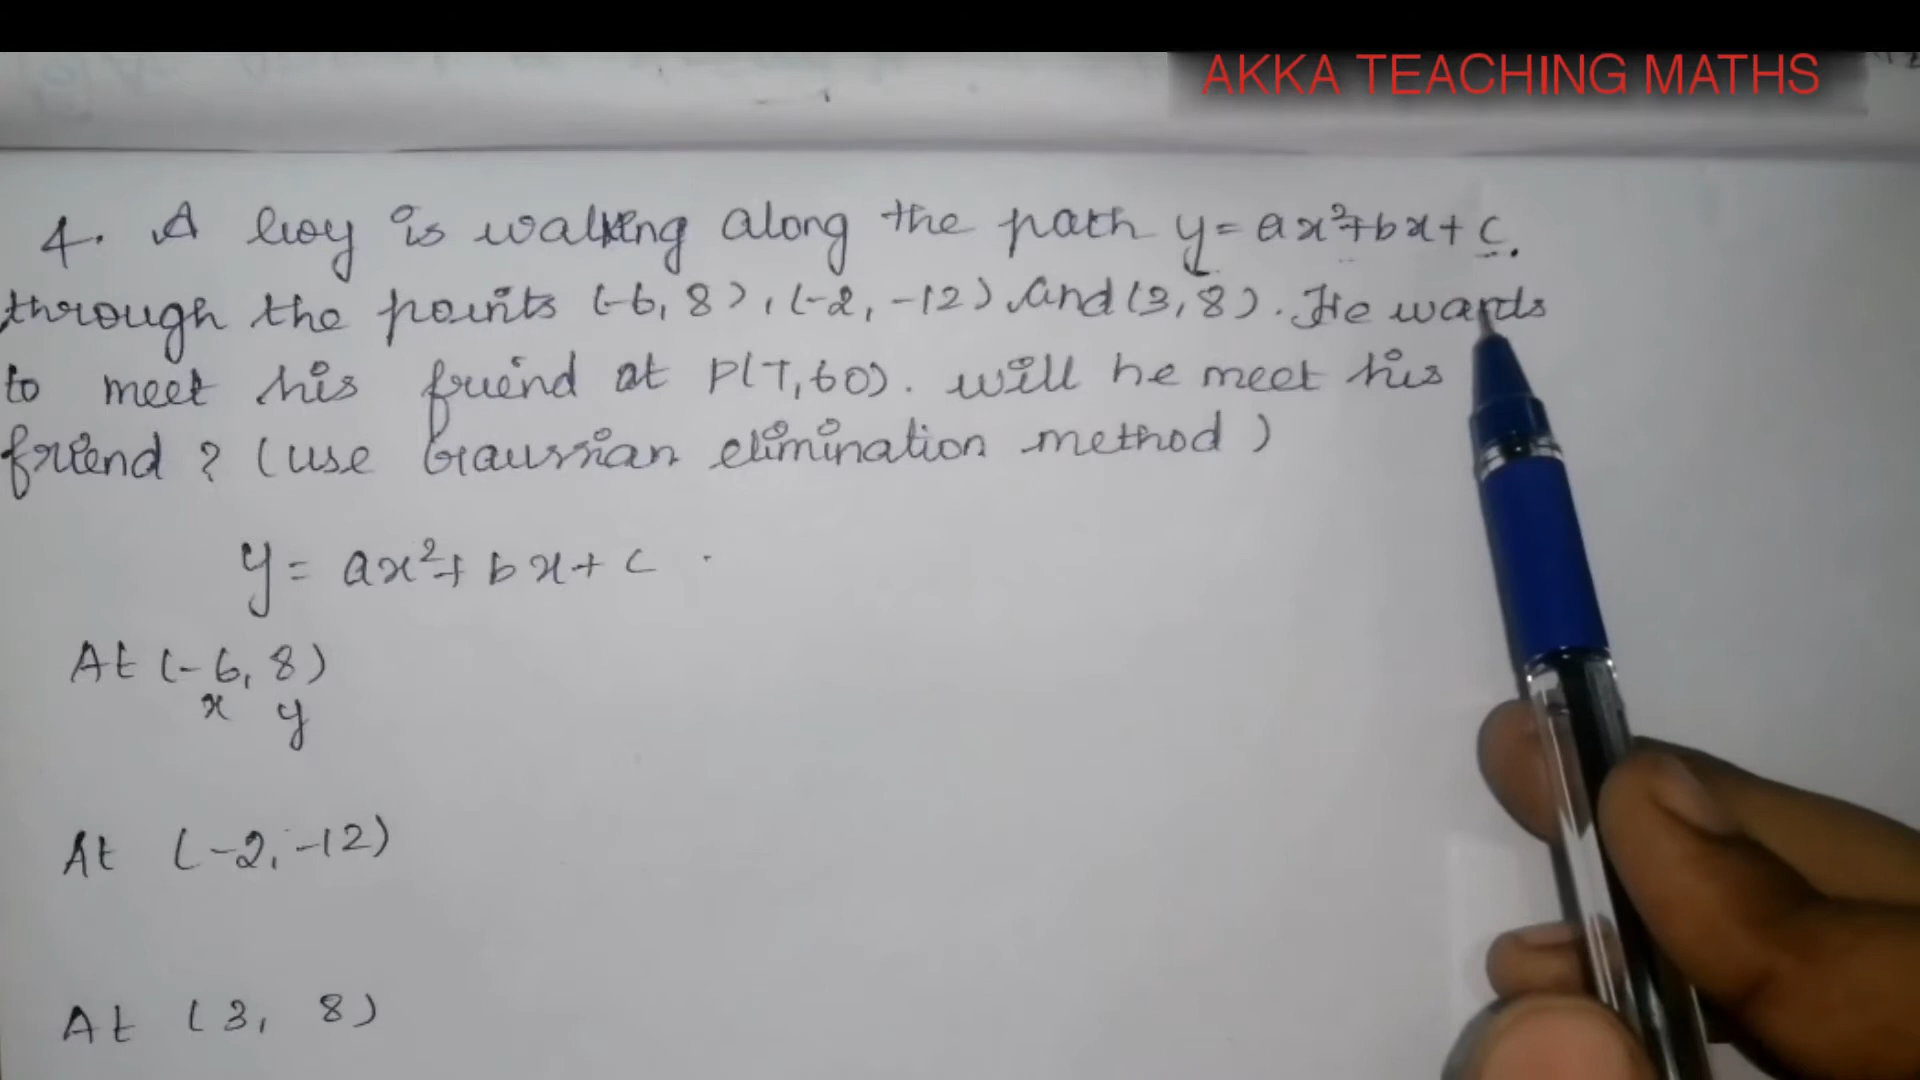 AKKA TEACHING MATHS
4. A boy is walking along the path y = ax²+bx+c.
through the points (-6, 8), (-2, -12) and (3, 8). He wants
to meet his friend at P(7,60). will he meet his
friend ? (use Gaussian elimination method)
y = ax²+bx+c
At (-6, 8)
x y
At (-2, -12)
At (3, 8)